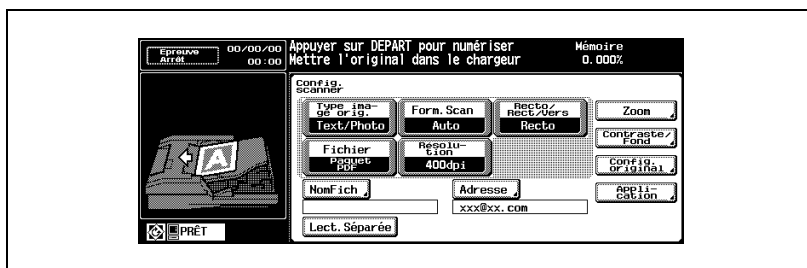 Epreuve 00/00/00 Appuyer sur DEPART pour numériser Mémoire
Arrêt 00:00 Mettre l'original dans le chargeur 0.000%
Config.
scanner
Type ima-
ge orig.
Text/Photo
Form.Scan
Auto
Recto/
Rect/Vers
Recto
Zoom
Contraste/
Fond
Fichier
Paquet
PDF
Résolu-
tion
400dpi
Config.
original
NomFich
Adresse
xxx@xx.com
Appli-
cation
Lect.Séparée
A
PRÊT